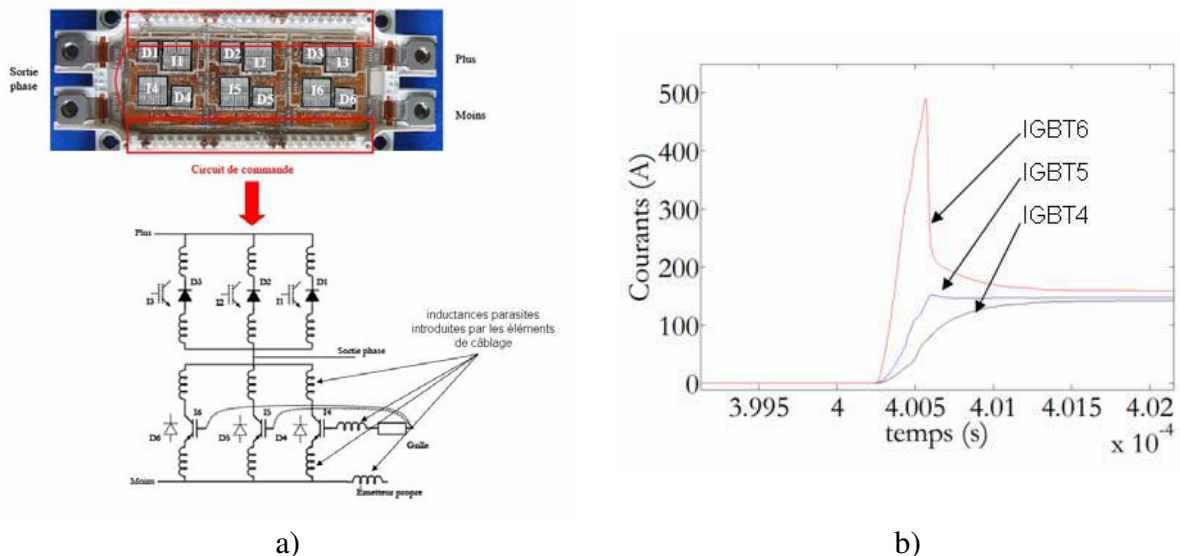 D1 I1 D2 I2 D3 I3
I4 D4 I5 D5 I6 D6
Sortie
phase
Plus
Moins
Circuit de commande
Plus
D3
D2
D1
I3
I2
I1
inductances parasites
introduites par les éléments
de câblage
Sortie phase
I6
I5
I4
D6
D5
D4
Grille
Moins
Émetteur propre
a)
Courants (A)
500
400
300
200
100
0
IGBT6
IGBT5
IGBT4
3.995 4 4.005 4.01 4.015 4.02
temps (s)
x 10⁻⁴
b)